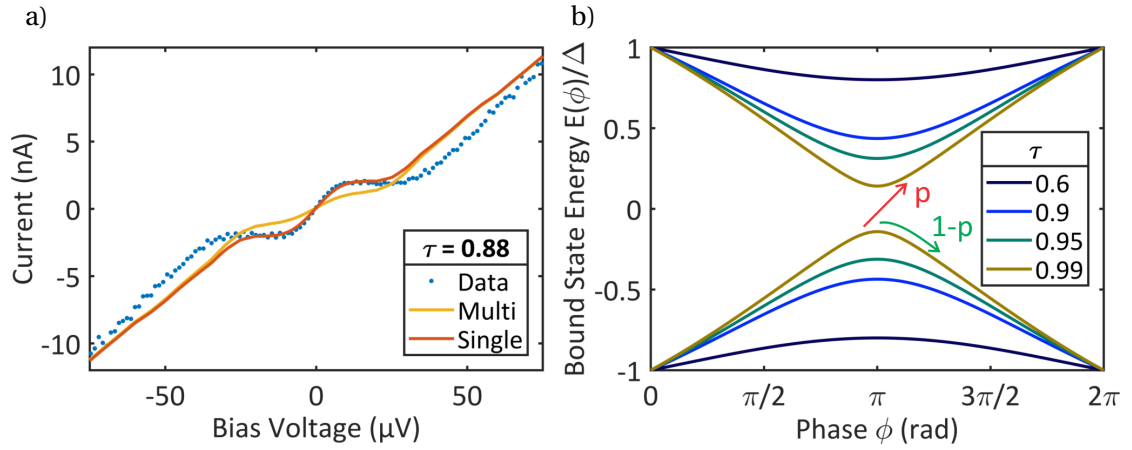 a)
10
5
0
-5
-10
Current (nA)
-50
0
50
Bias Voltage (µV)
τ = 0.88
Data
Multi
Single
b)
1
0.5
0
-0.5
-1
Bound State Energy E(ϕ)/Δ
0
π/2
π
3π/2
2π
Phase ϕ (rad)
p
1-p
τ
0.6
0.9
0.95
0.99